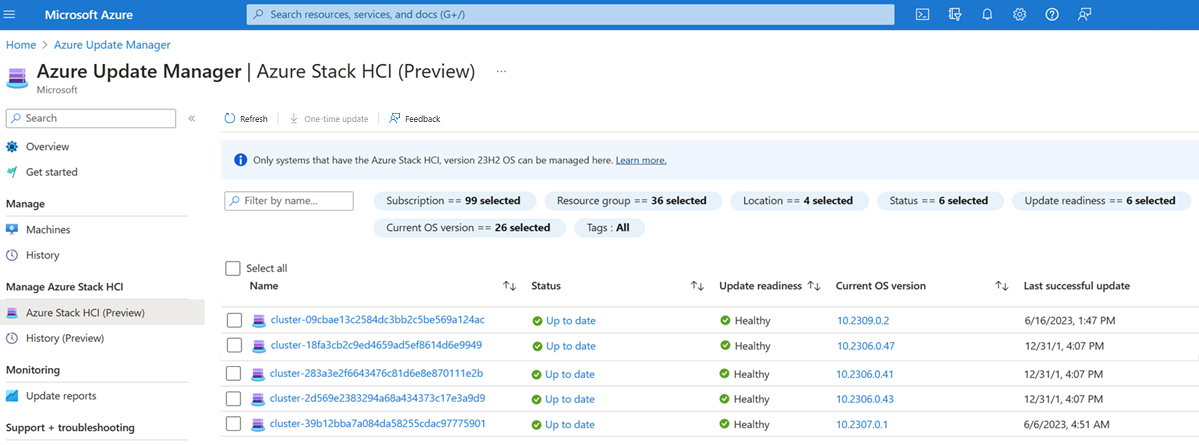 Microsoft Azure
Search resources, services, and docs (G+/)
Home > Azure Update Manager
Azure Update Manager | Azure Stack HCI (Preview) ...
Microsoft
Search «
Overview
Get started
Manage
Machines
History
Manage Azure Stack HCI
Azure Stack HCI (Preview)
History (Preview)
Monitoring
Update reports
Support + troubleshooting
Refresh One-time update Feedback
Only systems that have the Azure Stack HCI, version 23H2 OS can be managed here. Learn more.
Filter by name... Subscription == 99 selected Resource group == 36 selected Location == 4 selected Status == 6 selected Update readiness == 6 selected
Current OS version == 26 selected Tags : All
Select all
Name Status Update readiness Current OS version Last successful update
cluster-09cbae13c2584dc3bb2c5be569a124ac Up to date Healthy 10.2309.0.2 6/16/2023, 1:47 PM
cluster-18fa3cb2c9ed4659ad5ef8614d6e9949 Up to date Healthy 10.2306.0.47 12/31/1, 4:07 PM
cluster-283a3e2f6643476c81d6e8e870111e2b Up to date Healthy 10.2306.0.41 12/31/1, 4:07 PM
cluster-2d569e2383294a68a434373c17e3a9d9 Up to date Healthy 10.2306.0.43 12/31/1, 4:07 PM
cluster-39b12bba7a084da58255cdac97775901 Up to date Healthy 10.2307.0.1 6/6/2023, 4:51 AM